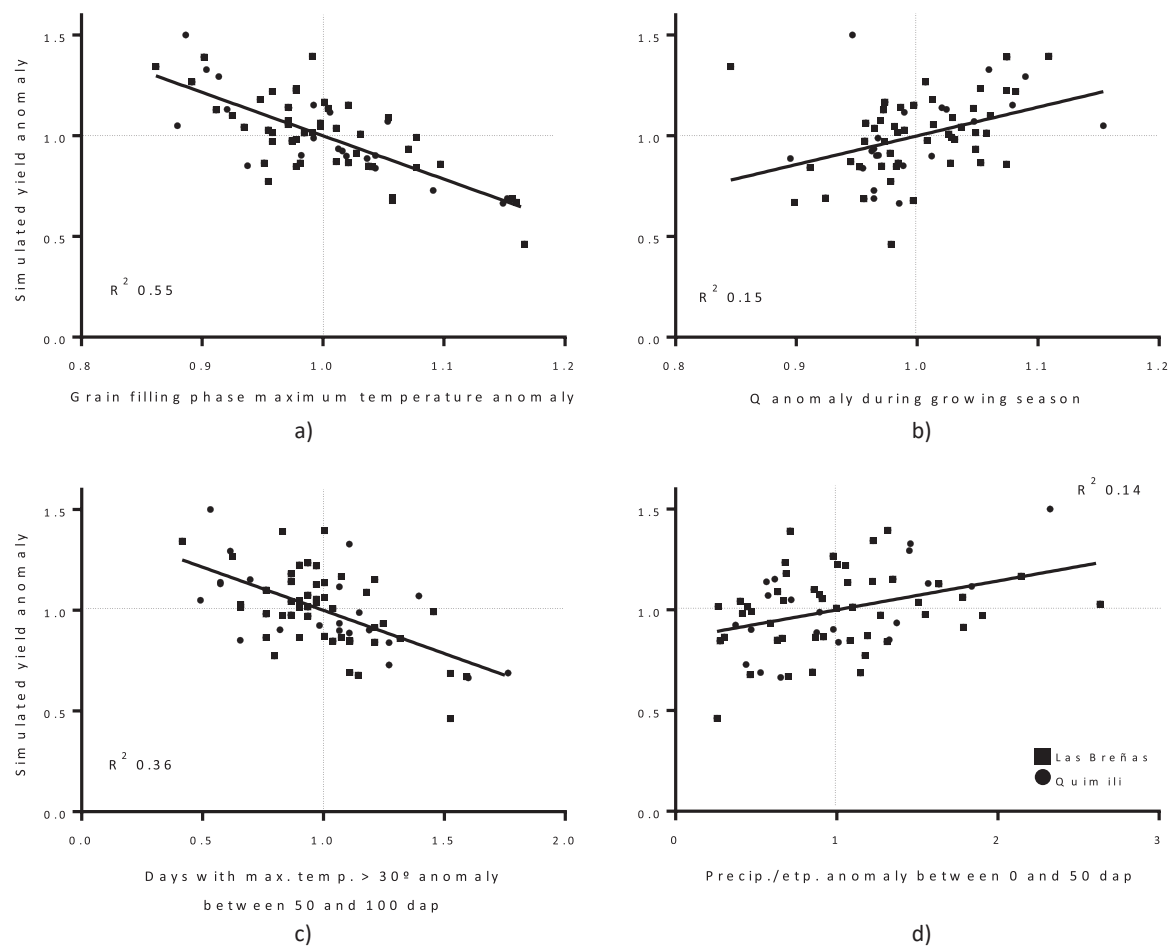 1.5
1.0
0.5
0.0
Simulated yield anomaly
R² 0.55
0.8 0.9 1.0 1.1 1.2
Grain filling phase maximum temperature anomaly
a)
1.5
1.0
0.5
0.0
R² 0.15
0.8 0.9 1.0 1.1 1.2
Q anomaly during growing season
b)
1.5
1.0
0.5
0.0
Simulated yield anomaly
R² 0.36
0.0 0.5 1.0 1.5 2.0
Days with max. temp. > 30º anomaly
between 50 and 100 dap
c)
R² 0.14
1.5
1.0
0.5
0.0
Las Breñas
Quimili
0 1 2 3
Precip./etp. anomaly between 0 and 50 dap
d)